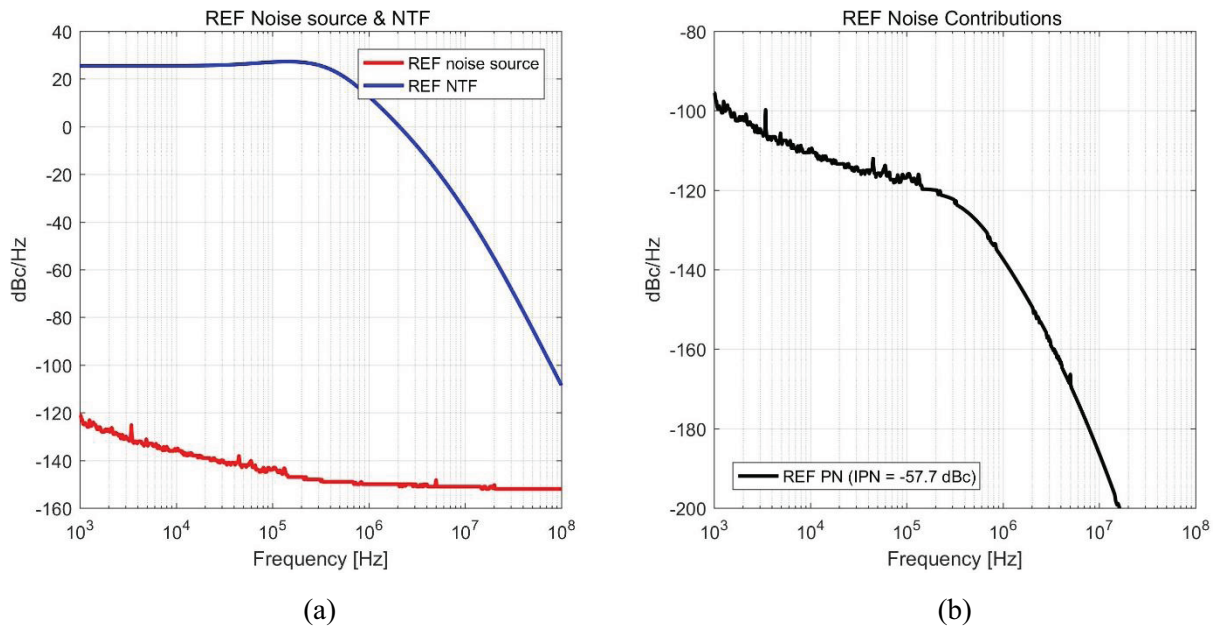 REF Noise source & NTF
40
20
0
-20
-40
-60
-80
-100
-120
-140
-160
dBc/Hz
REF noise source
REF NTF
10^3 10^4 10^5 10^6 10^7 10^8
Frequency [Hz]
(a)
REF Noise Contributions
-80
-100
-120
-140
-160
-180
-200
dBc/Hz
REF PN (IPN = -57.7 dBc)
10^3 10^4 10^5 10^6 10^7 10^8
Frequency [Hz]
(b)